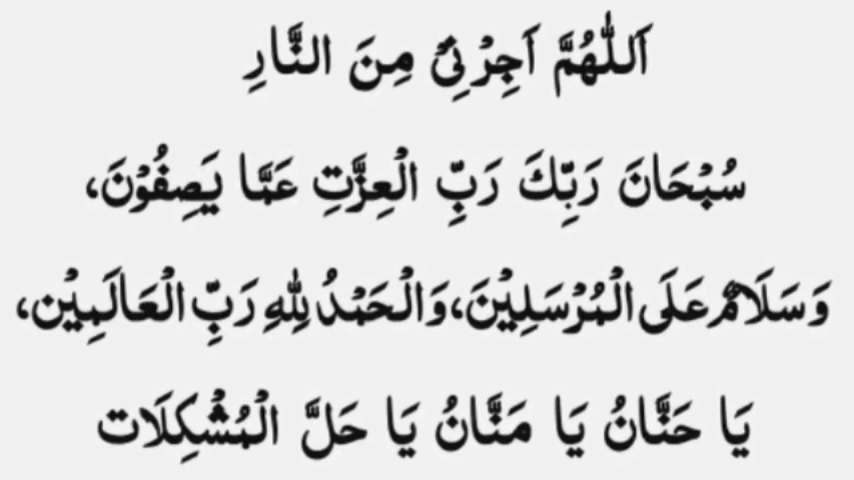 اَللّٰهُمَّ اَجِرْنِیْ مِنَ النَّارِ
سُبْحَانَ رَبِّكَ رَبِّ الْعِزَّتِ عَمَّا يَصِفُوْنَ،
وَسَلَامٌ عَلَى الْمُرْسَلِيْنَ، وَالْحَمْدُ لِلّٰهِ رَبِّ الْعَالَمِيْن،
يَا حَنَّانُ يَا مَنَّانُ يَا حَلَّ الْمُشْكِلَات